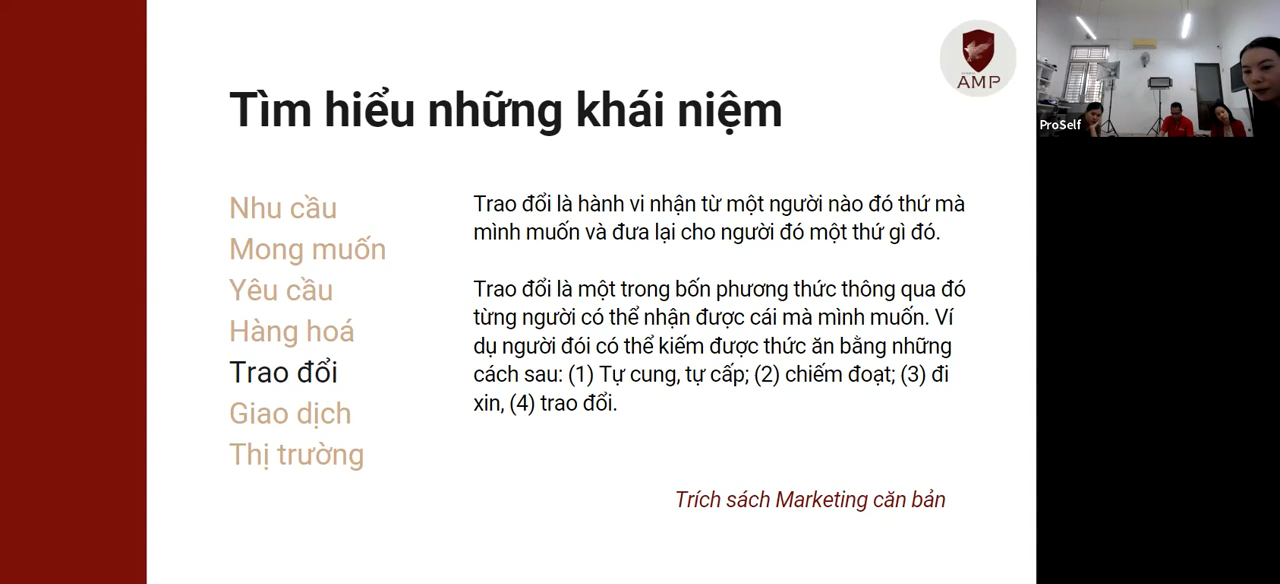 AMP
ProSelf
Tìm hiểu những khái niệm
Nhu cầu
Mong muốn
Yêu cầu
Hàng hoá
Trao đổi
Giao dịch
Thị trường
Trao đổi là hành vi nhận từ một người nào đó thứ mà
mình muốn và đưa lại cho người đó một thứ gì đó.
Trao đổi là một trong bốn phương thức thông qua đó
từng người có thể nhận được cái mà mình muốn. Ví
dụ người đói có thể kiếm được thức ăn bằng những
cách sau: (1) Tự cung, tự cấp; (2) chiếm đoạt; (3) đi
xin, (4) trao đổi.
Trích sách Marketing căn bản